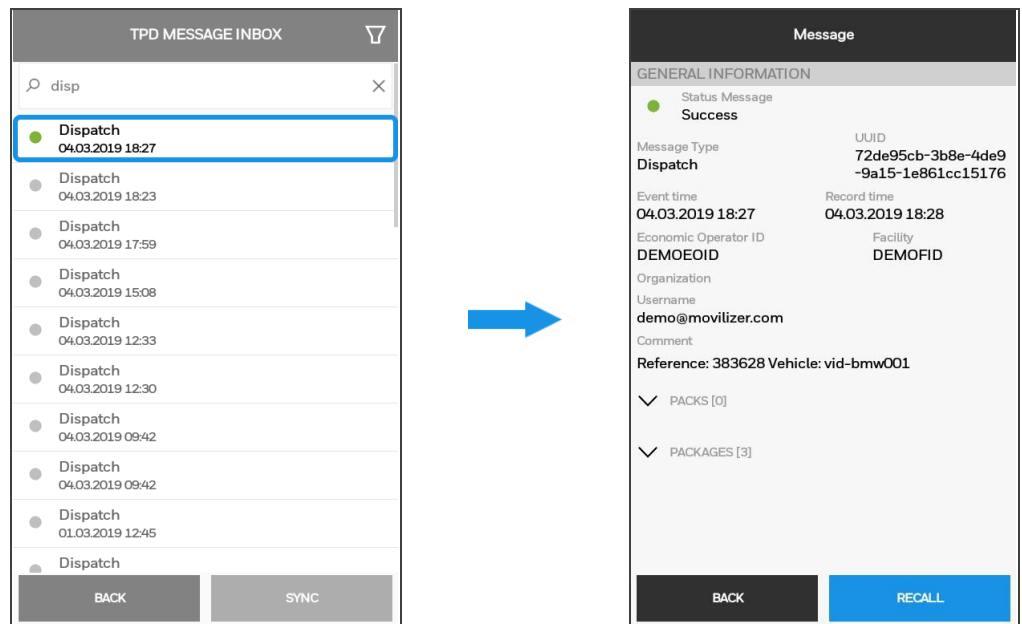 TPD MESSAGE INBOX
disp
Dispatch
04.03.2019 18:27
Dispatch
04.03.2019 18:23
Dispatch
04.03.2019 17:59
Dispatch
04.03.2019 15:08
Dispatch
04.03.2019 12:33
Dispatch
04.03.2019 12:30
Dispatch
04.03.2019 09:42
Dispatch
04.03.2019 09:42
Dispatch
01.03.2019 12:45
Dispatch
BACK
SYNC
Message
GENERAL INFORMATION
Status Message
Success
Message Type
Dispatch
UUID
72de95cb-3b8e-4de9
-9a15-1e861cc15176
Event time
04.03.2019 18:27
Record time
04.03.2019 18:28
Economic Operator ID
DEMOEOID
Facility
DEMOFID
Organization
Username
demo@movilizer.com
Comment
Reference: 383628 Vehicle: vid-bmw001
PACKS [0]
PACKAGES [3]
BACK
RECALL